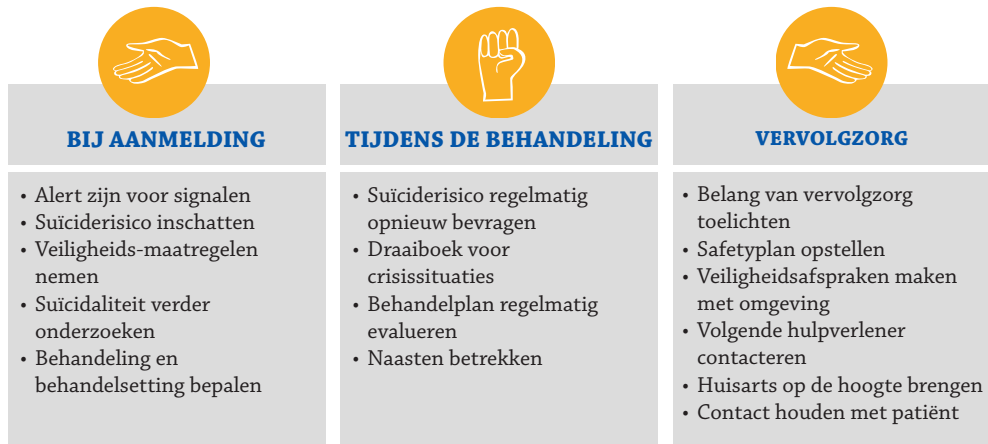 BIJ AANMELDING
• Alert zijn voor signalen
• Suïciderisico inschatten
• Veiligheids-maatregelen
nemen
• Suïcidaliteit verder
onderzoeken
• Behandeling en
behandelsetting bepalen
TIJDENS DE BEHANDELING
• Suïciderisico regelmatig
opnieuw bevragen
• Draaiboek voor
crisissituaties
• Behandelplan regelmatig
evalueren
• Naasten betrekken
VERVOLGZORG
• Belang van vervolgzorg
toelichten
• Safetyplan opstellen
• Veiligheidsafspraken maken
met omgeving
• Volgende hulpverlener
contacteren
• Huisarts op de hoogte brengen
• Contact houden met patiënt